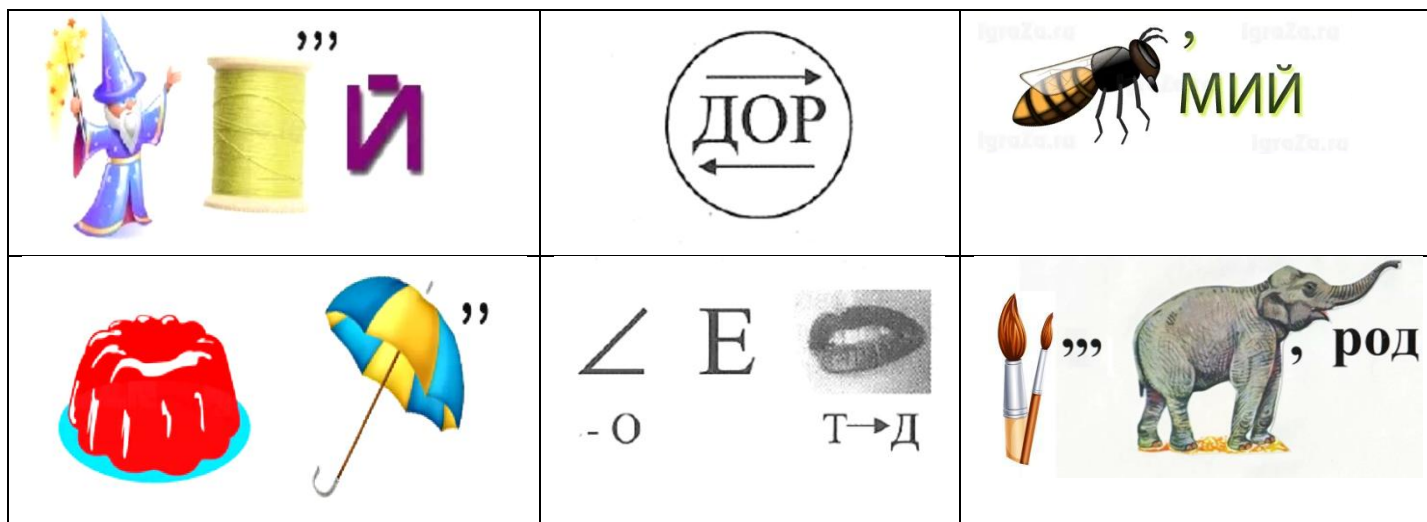 ,,,
Й
ДОР
,
МИЙ
IgraZa.ru
IgraZa.ru
IgraZa.ru
IgraZa.ru
,,
Е
- О
Т→Д
,,,
, род